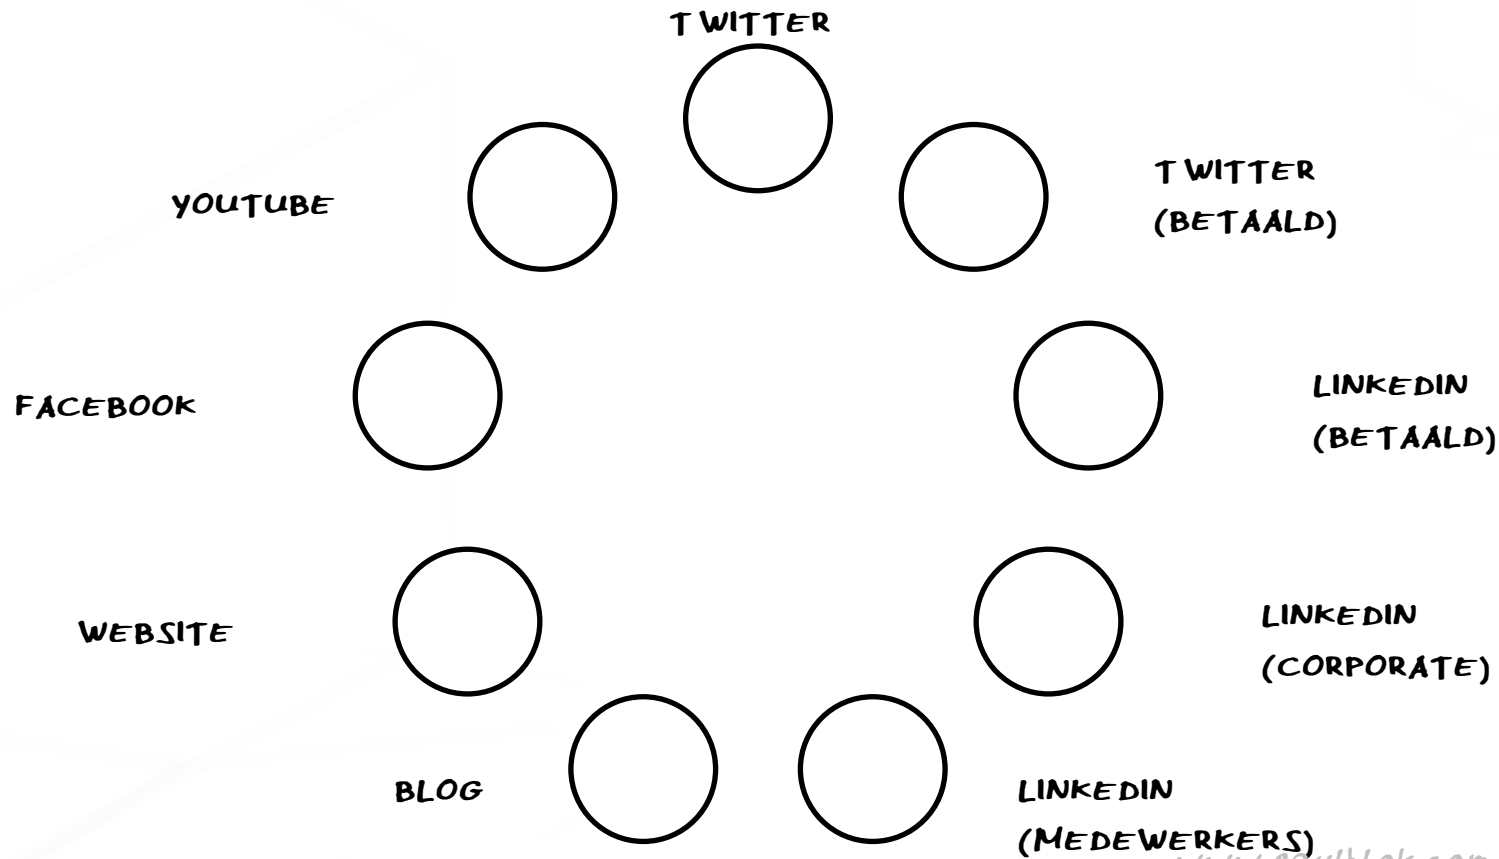 TWITTER
TWITTER
(BETAALD)
YOUTUBE
LINKEDIN
(BETAALD)
FACEBOOK
LINKEDIN
(CORPORATE)
WEBSITE
BLOG
LINKEDIN
(MEDEWERKERS)